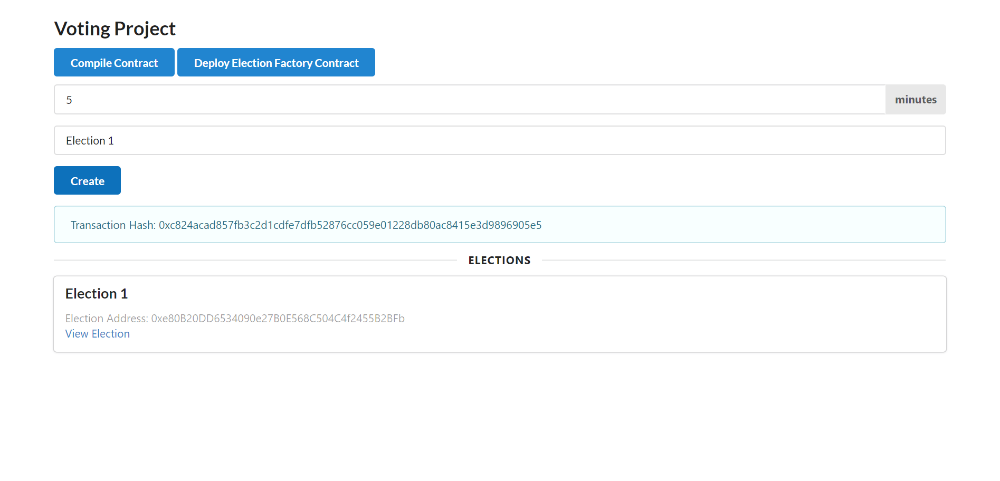 Voting Project
Compile Contract Deploy Election Factory Contract
5 minutes
Election 1
Create
Transaction Hash: 0xc824acad857fb3c2d1cdfe7dfb52876cc059e01228db80ac8415e3d9896905e5
ELECTIONS
Election 1
Election Address: 0xe80B20DD6534090e27B0E568C504C4f2455B2BFb
View Election